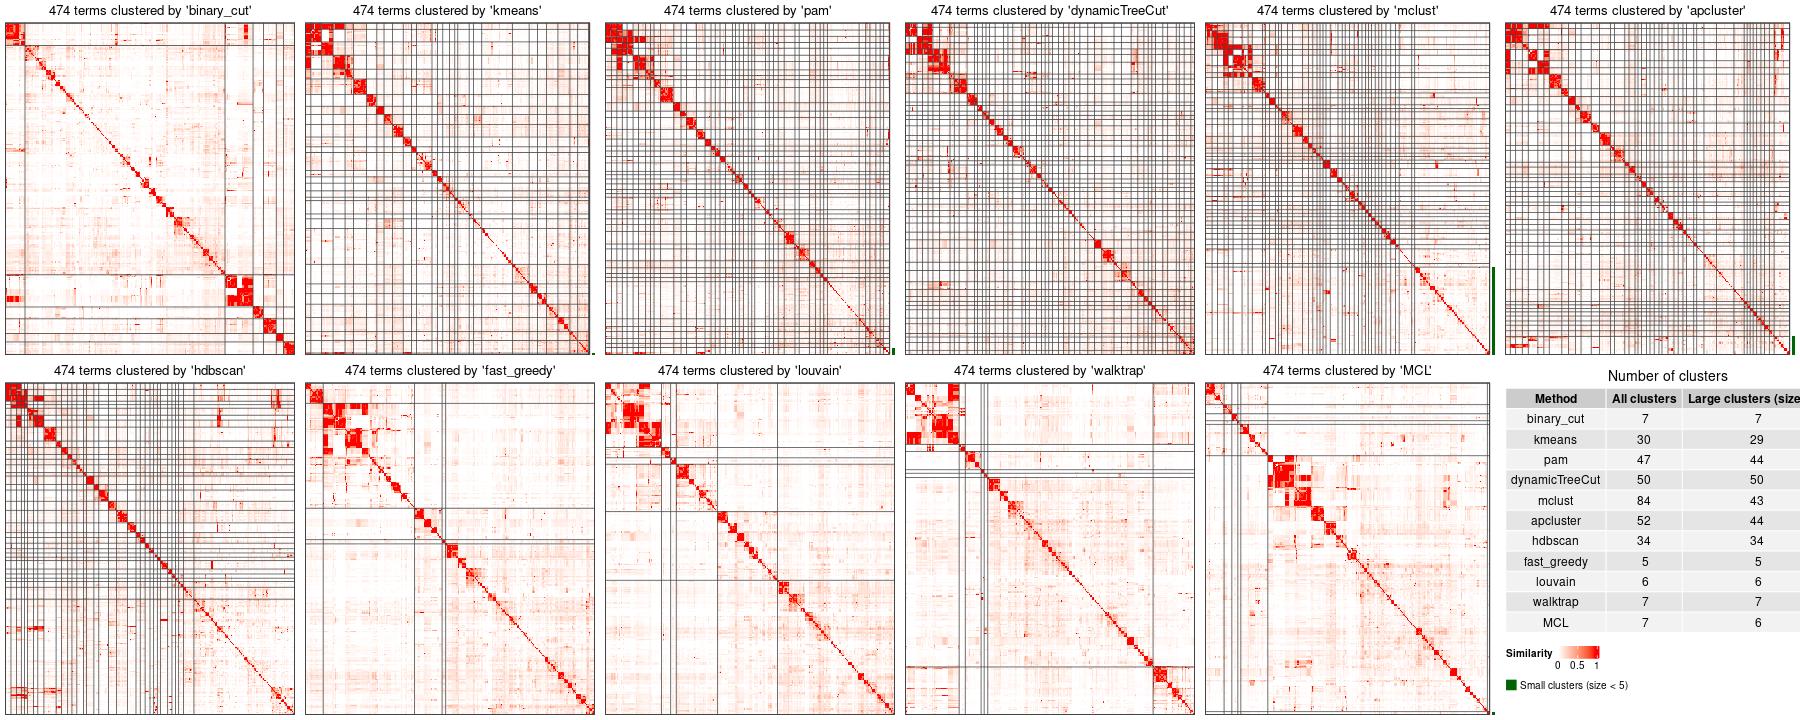 474 terms clustered by 'binary_cut'
474 terms clustered by 'kmeans'
474 terms clustered by 'pam'
474 terms clustered by 'dynamicTreeCut'
474 terms clustered by 'mclust'
474 terms clustered by 'apcluster'
474 terms clustered by 'hdbscan'
474 terms clustered by 'fast_greedy'
474 terms clustered by 'louvain'
474 terms clustered by 'walktrap'
474 terms clustered by 'MCL'
Number of clusters
Method All clusters Large clusters (size
binary_cut 7 7
kmeans 30 29
pam 47 44
dynamicTreeCut 50 50
mclust 84 43
apcluster 52 44
hdbscan 34 34
fast_greedy 5 5
louvain 6 6
walktrap 7 7
MCL 7 6
Similarity
0 0.5 1
Small clusters (size < 5)